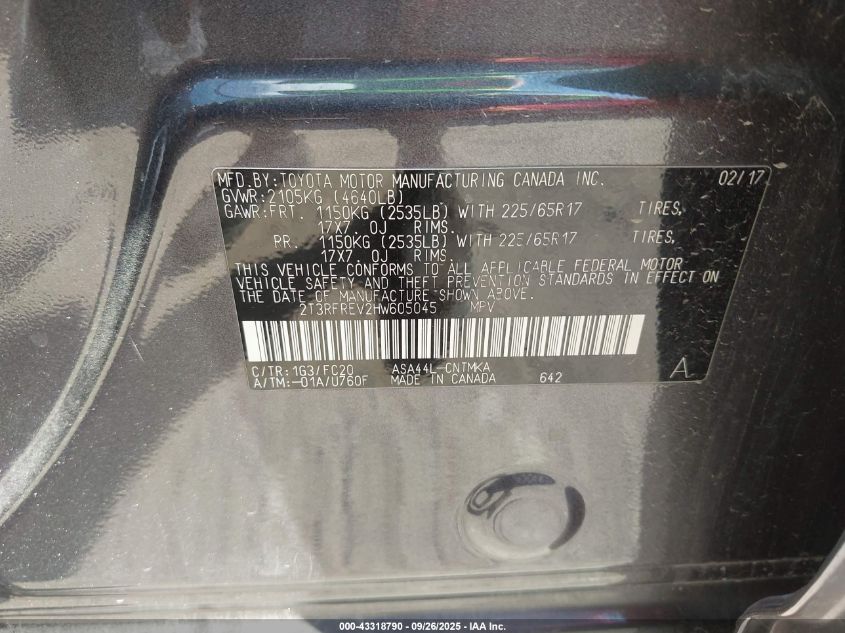 MFD.BY:TOYOTA MOTOR MANUFACTURING CANADA INC. 02/17
GVWR:2105KG (4640LB)
GAWR:FRT. 1150KG (2535LB) WITH 225/65R17 TIRES,
17X7. 0J RIMS.
PR. 1150KG (2535LB) WITH 225/65R17 TIRES,
17X7. 0J RIMS.
THIS VEHICLE CONFORMS TO ALL APPLICABLE FEDERAL MOTOR
VEHICLE SAFETY AND THEFT PREVENTION STANDARDS IN EFFECT ON
THE DATE OF MANUFACTURE SHOWN ABOVE.
2T3RFREV2HW605045 MPV
C/TR: 1G3/FC20 ASA44L-CNTMKA
A/TM:-01A/U760F MADE IN CANADA 642 A
000-43318790 - 09/26/2025 - IAA Inc.